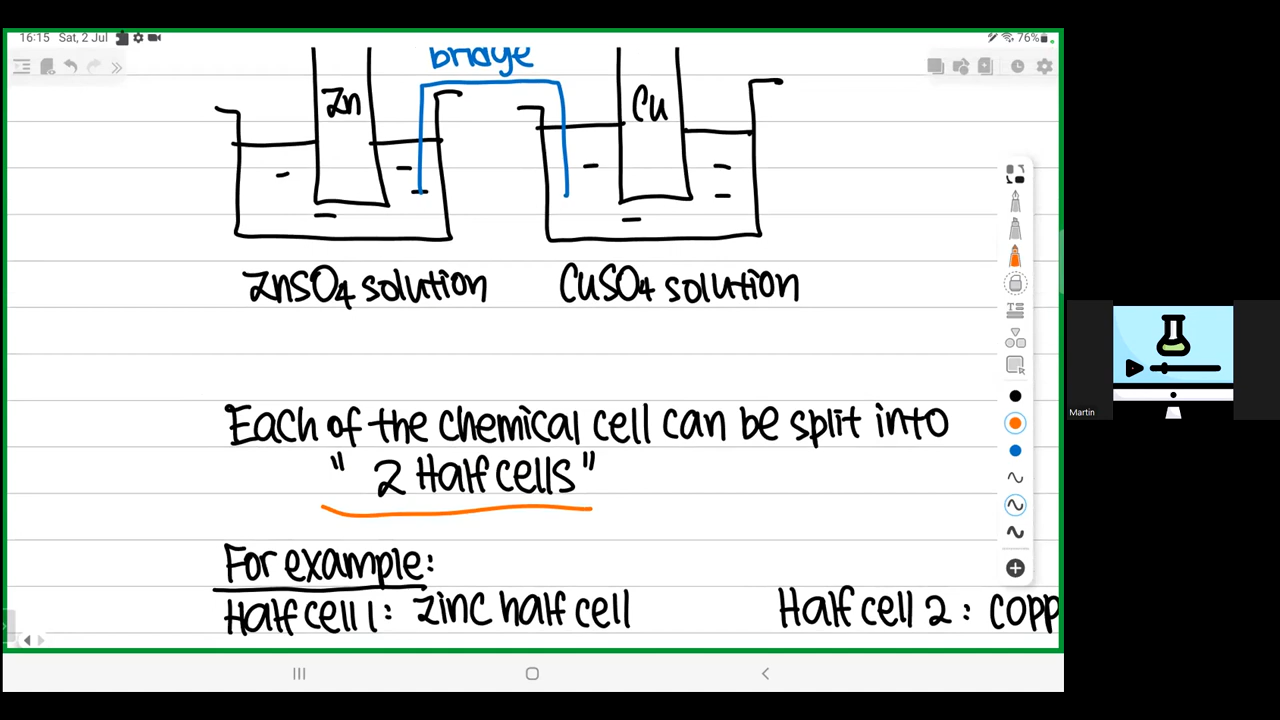 16:15 Sat, 2 Jul
76%
bridge
Zn
Cu
ZnSO4 solution
CuSO4 solution
Each of the chemical cell can be split into
" 2 Half cells "
For example:
Half cell 1: Zinc half cell
Half cell 2: copp
Martin